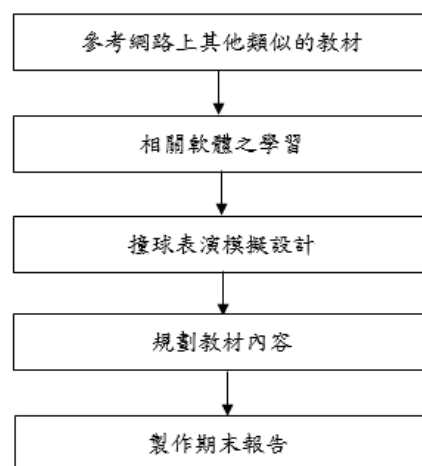 參考網路上其他類似的教材
相關軟體之學習
撞球表演模擬設計
規劃教材內容
製作期末報告